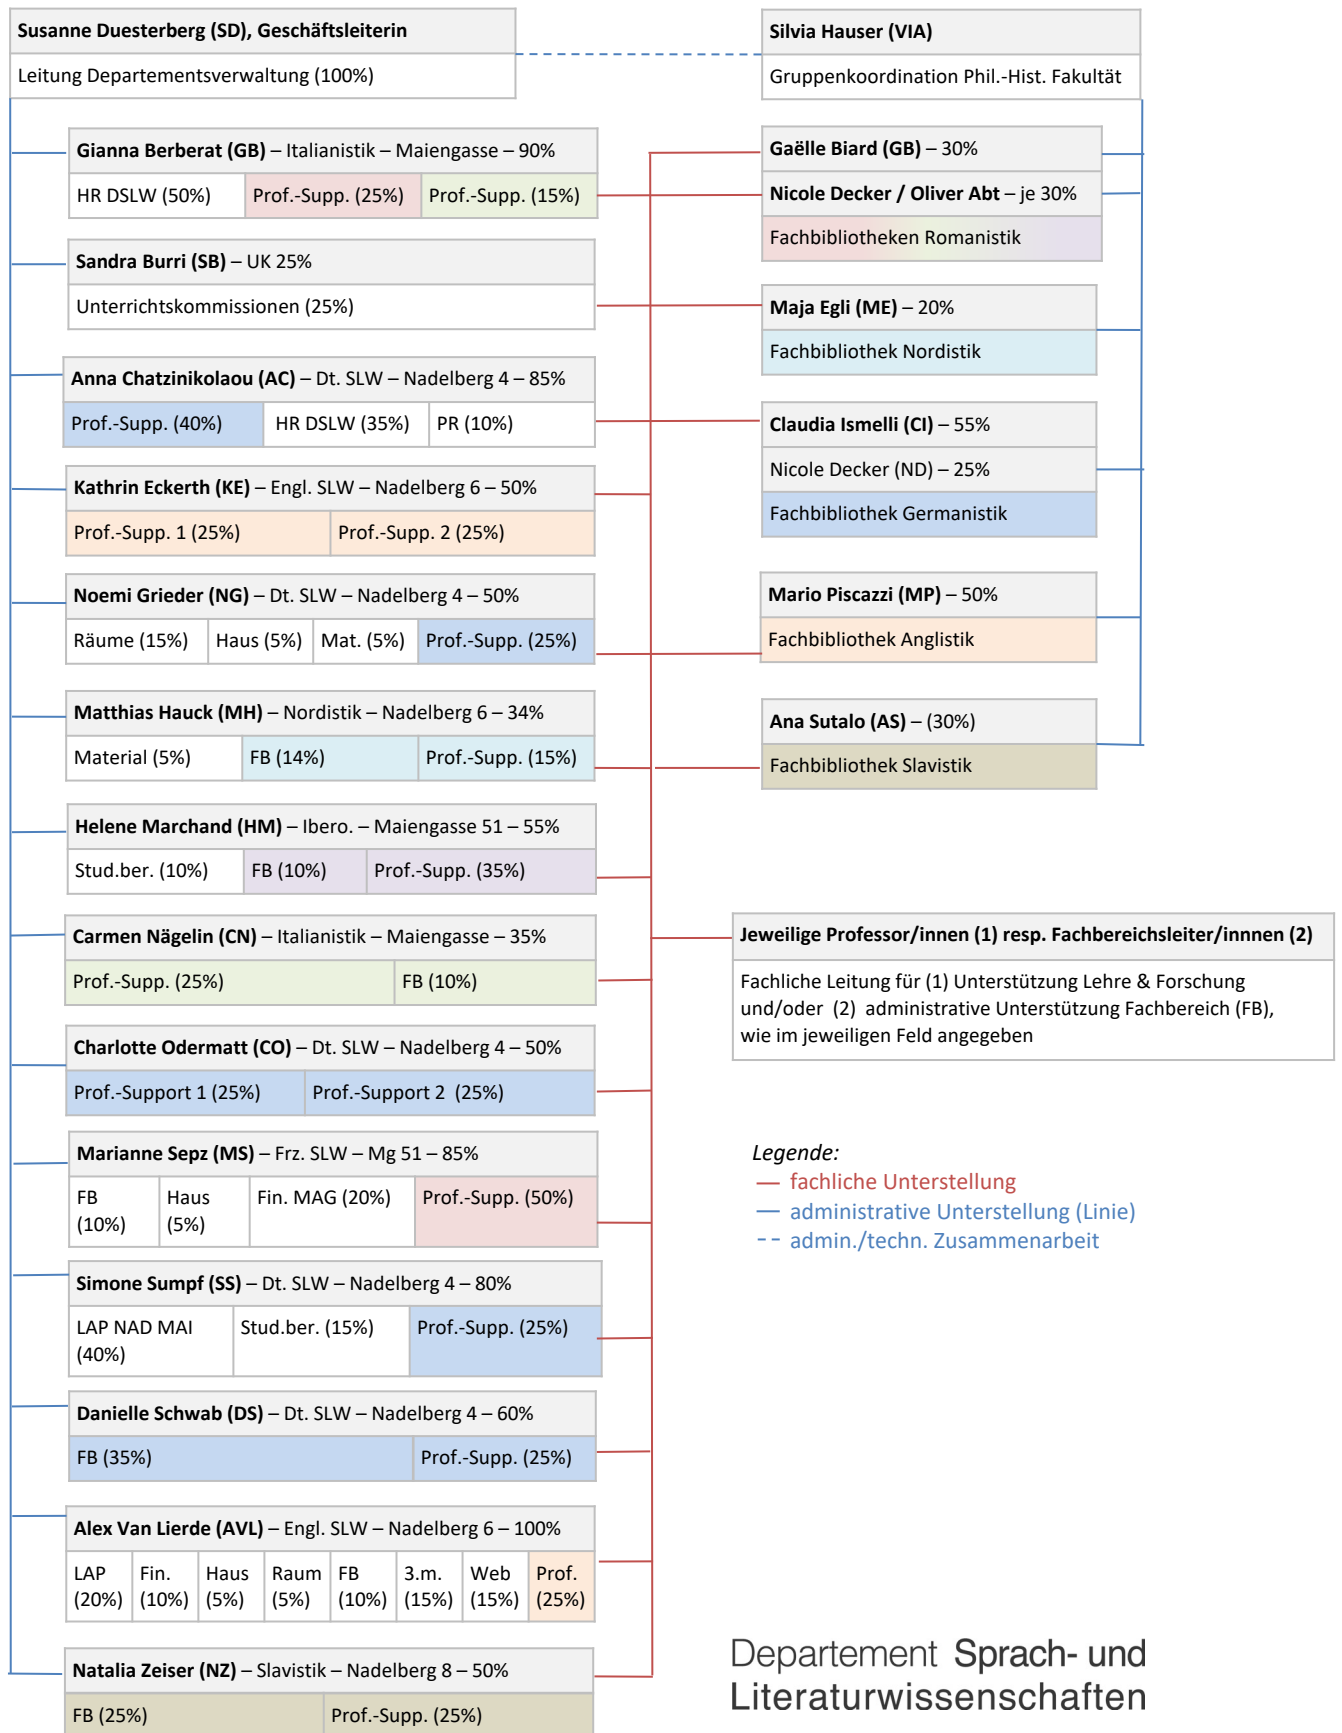 Susanne Duesterberg (SD), Geschäftsleiterin
Leitung Departementsverwaltung (100%)
Silvia Hauser (VIA)
Gruppenkoordination Phil.-Hist. Fakultät
Gianna Berberat (GB) – Italianistik – Maiengasse – 90%
HR DSLW (50%) Prof.-Supp. (25%) Prof.-Supp. (15%)
Sandra Burri (SB) – UK 25%
Unterrichtskommissionen (25%)
Anna Chatzinikolaou (AC) – Dt. SLW – Nadelberg 4 – 85%
Prof.-Supp. (40%) HR DSLW (35%) PR (10%)
Kathrin Eckerth (KE) – Engl. SLW – Nadelberg 6 – 50%
Prof.-Supp. 1 (25%) Prof.-Supp. 2 (25%)
Noemi Grieder (NG) – Dt. SLW – Nadelberg 4 – 50%
Räume (15%) Haus (5%) Mat. (5%) Prof.-Supp. (25%)
Matthias Hauck (MH) – Nordistik – Nadelberg 6 – 34%
Material (5%) FB (14%) Prof.-Supp. (15%)
Helene Marchand (HM) – Ibero. – Maiengasse 51 – 55%
Stud.ber. (10%) FB (10%) Prof.-Supp. (35%)
Carmen Nägelin (CN) – Italianistik – Maiengasse – 35%
Prof.-Supp. (25%) FB (10%)
Charlotte Odermatt (CO) – Dt. SLW – Nadelberg 4 – 50%
Prof.-Support 1 (25%) Prof.-Support 2 (25%)
Marianne Sepz (MS) – Frz. SLW – Mg 51 – 85%
FB Haus Fin. MAG (20%) Prof.-Supp. (50%)
(10%) (5%)
Simone Sumpf (SS) – Dt. SLW – Nadelberg 4 – 80%
LAP NAD MAI Stud.ber. (15%) Prof.-Supp. (25%)
(40%)
Danielle Schwab (DS) – Dt. SLW – Nadelberg 4 – 60%
FB (35%) Prof.-Supp. (25%)
Alex Van Lierde (AVL) – Engl. SLW – Nadelberg 6 – 100%
LAP Fin. Haus Raum FB 3.m. Web Prof.
(20%) (10%) (5%) (5%) (10%) (15%) (15%) (25%)
Natalia Zeiser (NZ) – Slavistik – Nadelberg 8 – 50%
FB (25%) Prof.-Supp. (25%)
Gaëlle Biard (GB) – 30%
Nicole Decker / Oliver Abt – je 30%
Fachbibliotheken Romanistik
Maja Egli (ME) – 20%
Fachbibliothek Nordistik
Claudia Ismelli (CI) – 55%
Nicole Decker (ND) – 25%
Fachbibliothek Germanistik
Mario Piscazzi (MP) – 50%
Fachbibliothek Anglistik
Ana Sutalo (AS) – (30%)
Fachbibliothek Slavistik
Jeweilige Professor/innen (1) resp. Fachbereichsleiter/innnen (2)
Fachliche Leitung für (1) Unterstützung Lehre & Forschung
und/oder (2) administrative Unterstützung Fachbereich (FB),
wie im jeweiligen Feld angegeben
Legende:
fachliche Unterstellung
administrative Unterstellung (Linie)
admin./techn. Zusammenarbeit
Departement Sprach- und
Literaturwissenschaften